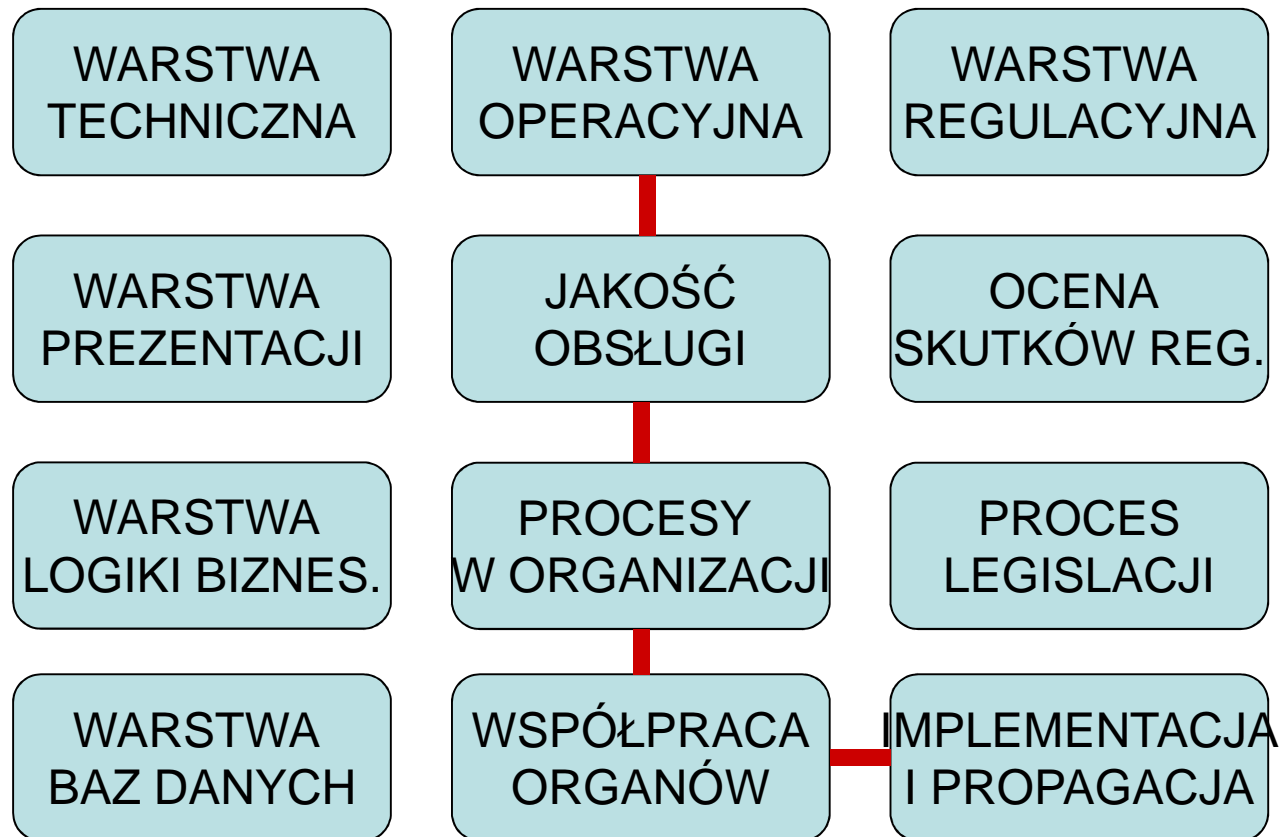 WARSTWA
TECHNICZNA
WARSTWA
OPERACYJNA
WARSTWA
REGULACYJNA
WARSTWA
PREZENTACJI
JAKOŚĆ
OBSŁUGI
OCENA
SKUTKÓW REG.
WARSTWA
LOGIKI BIZNES.
PROCESY
W ORGANIZACJI
PROCES
LEGISLACJI
WARSTWA
BAZ DANYCH
WSPÓŁPRACA
ORGANÓW
IMPLEMENTACJA
I PROPAGACJA